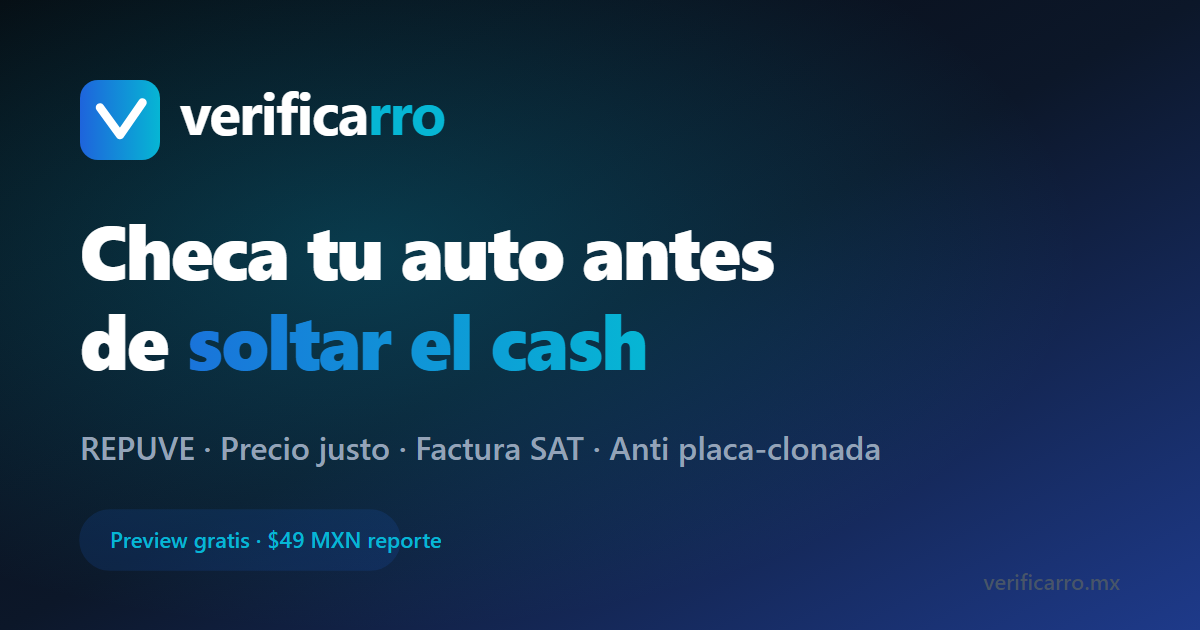 verificarro
Checa tu auto antes
de soltar el cash
REPUVE · Precio justo · Factura SAT · Anti placa-clonada
Preview gratis · $49 MXN reporte
verificarro.mx